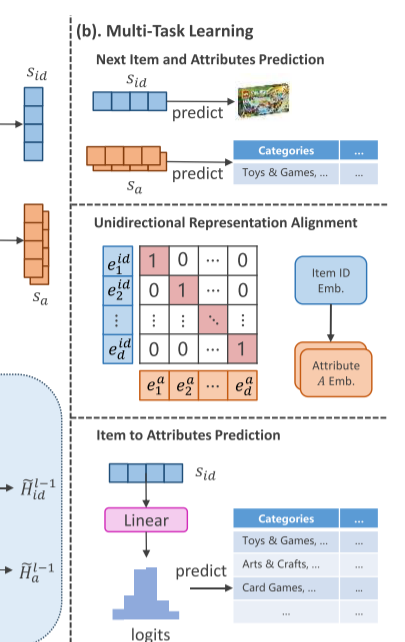 (b). Multi-Task Learning
Next Item and Attributes Prediction
s_id
s_id
predict
s_a
predict
Categories ...
Toys & Games, ... ...
s_a
Unidirectional Representation Alignment
e_1^id 1 0 ... 0
e_2^id 0 1 ... 0
⋮ ⋮ ⋮ ⋱ ⋮
e_d^id 0 0 ... 1
e_1^a e_2^a ... e_d^a
Item ID
Emb.
Attribute
A Emb.
Item to Attributes Prediction
s_id
Linear
predict
logits
Categories ...
Toys & Games, ... ...
Arts & Crafts, ... ...
Card Games, ... ...
... ...
H̃_id^{l-1}
H̃_a^{l-1}